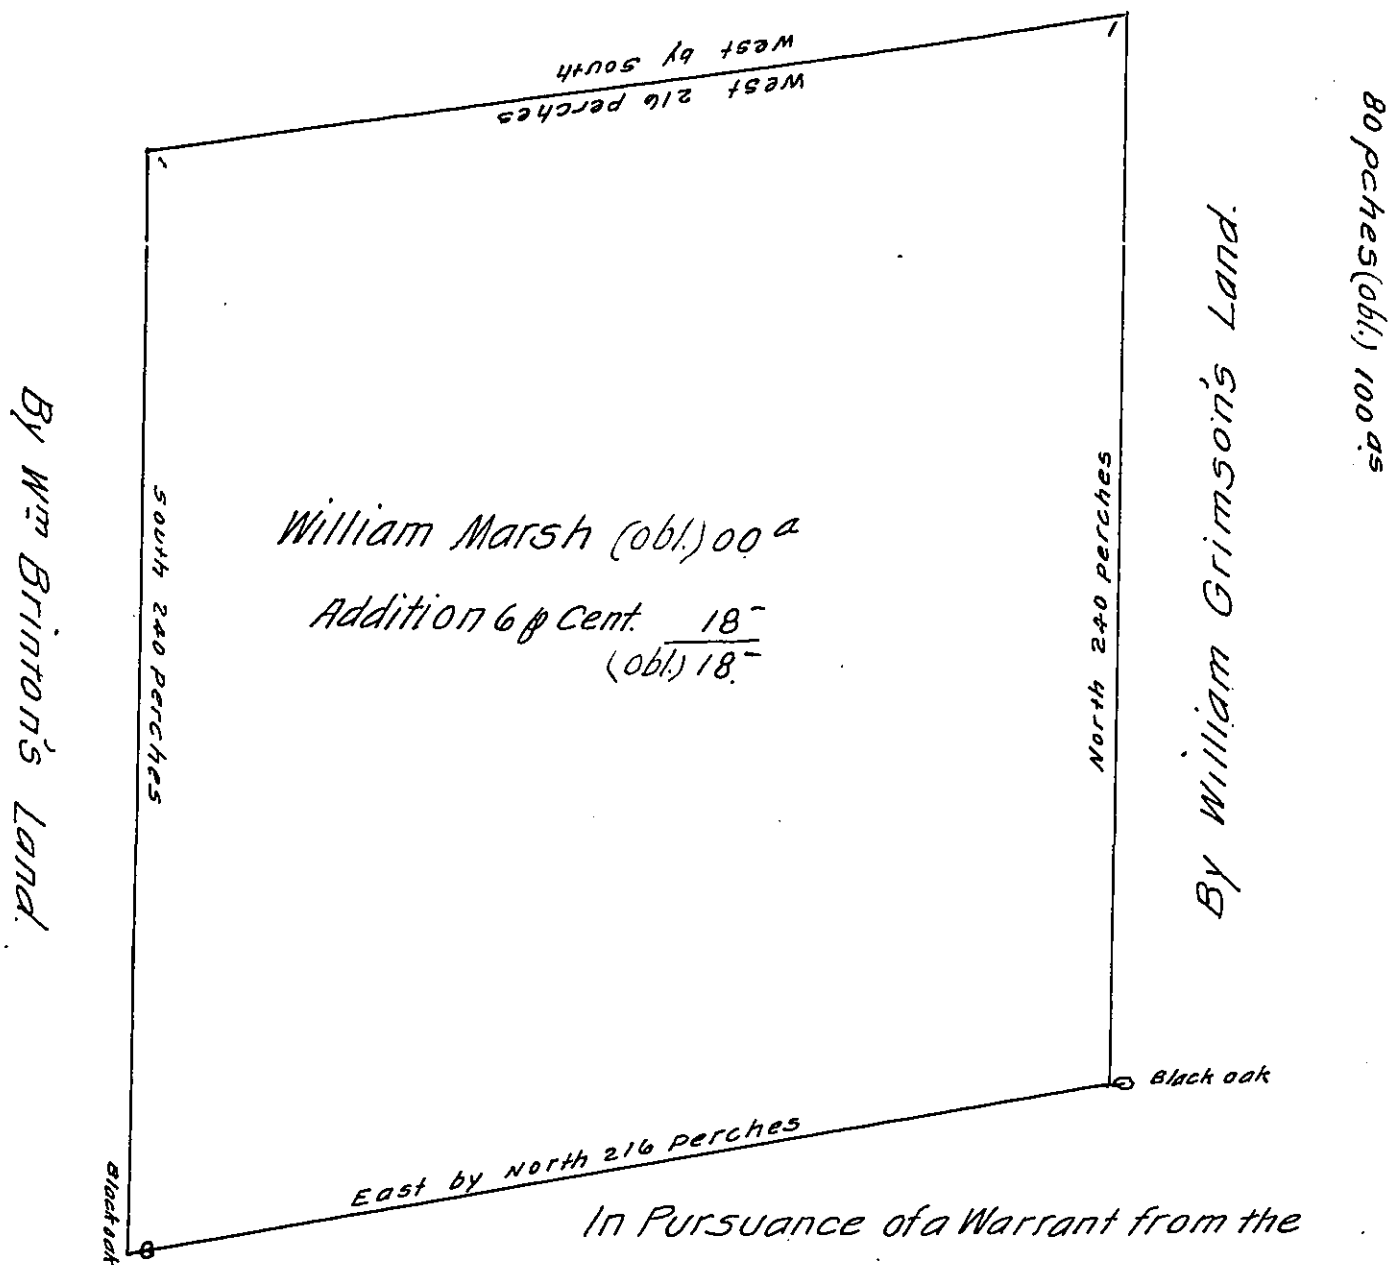 West by South
West 216 perches
80 pches (obl.) 100 as
By William Grimson's Land.
North 240 perches
By Wm Brinton's Land.
South 240 perches
William Marsh (obl.) 00 a
Addition 6 p Cent. 18-
(obl.) 18.-
Black oak
East by North 216 perches
Black oak
In Pursuance of a Warrant from the